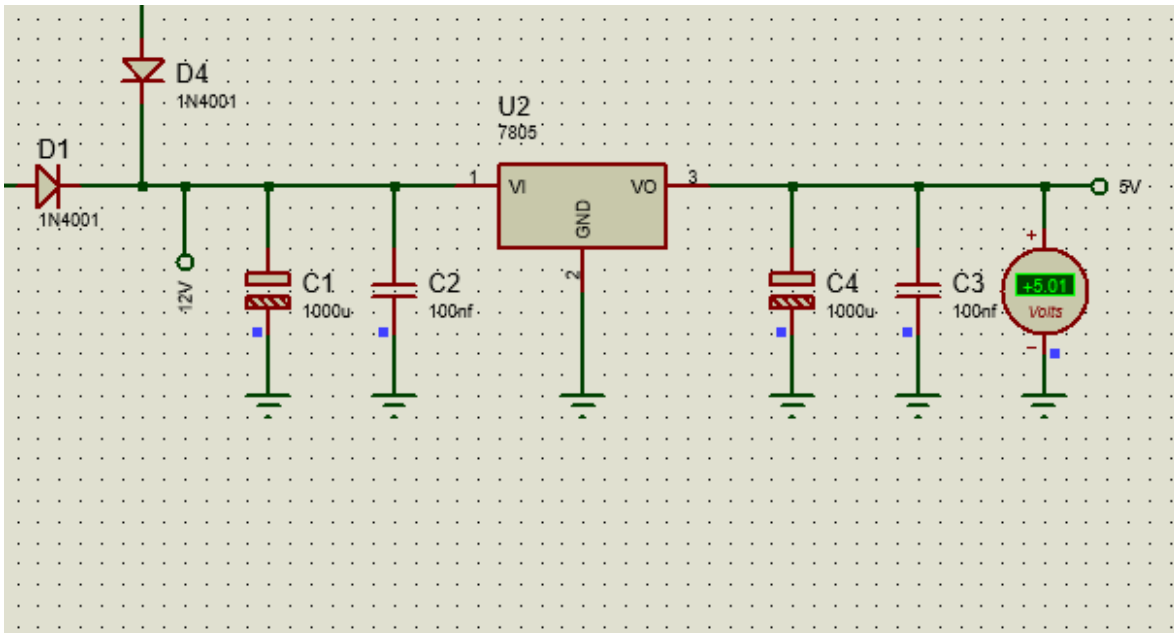 D4
1N4001
D1
1N4001
12V
C1
1000u
C2
100nf
U2
7805
1
VI
VO
3
GND
2
C4
1000u
C3
100nf
+
+5.01
Volts
−
5V